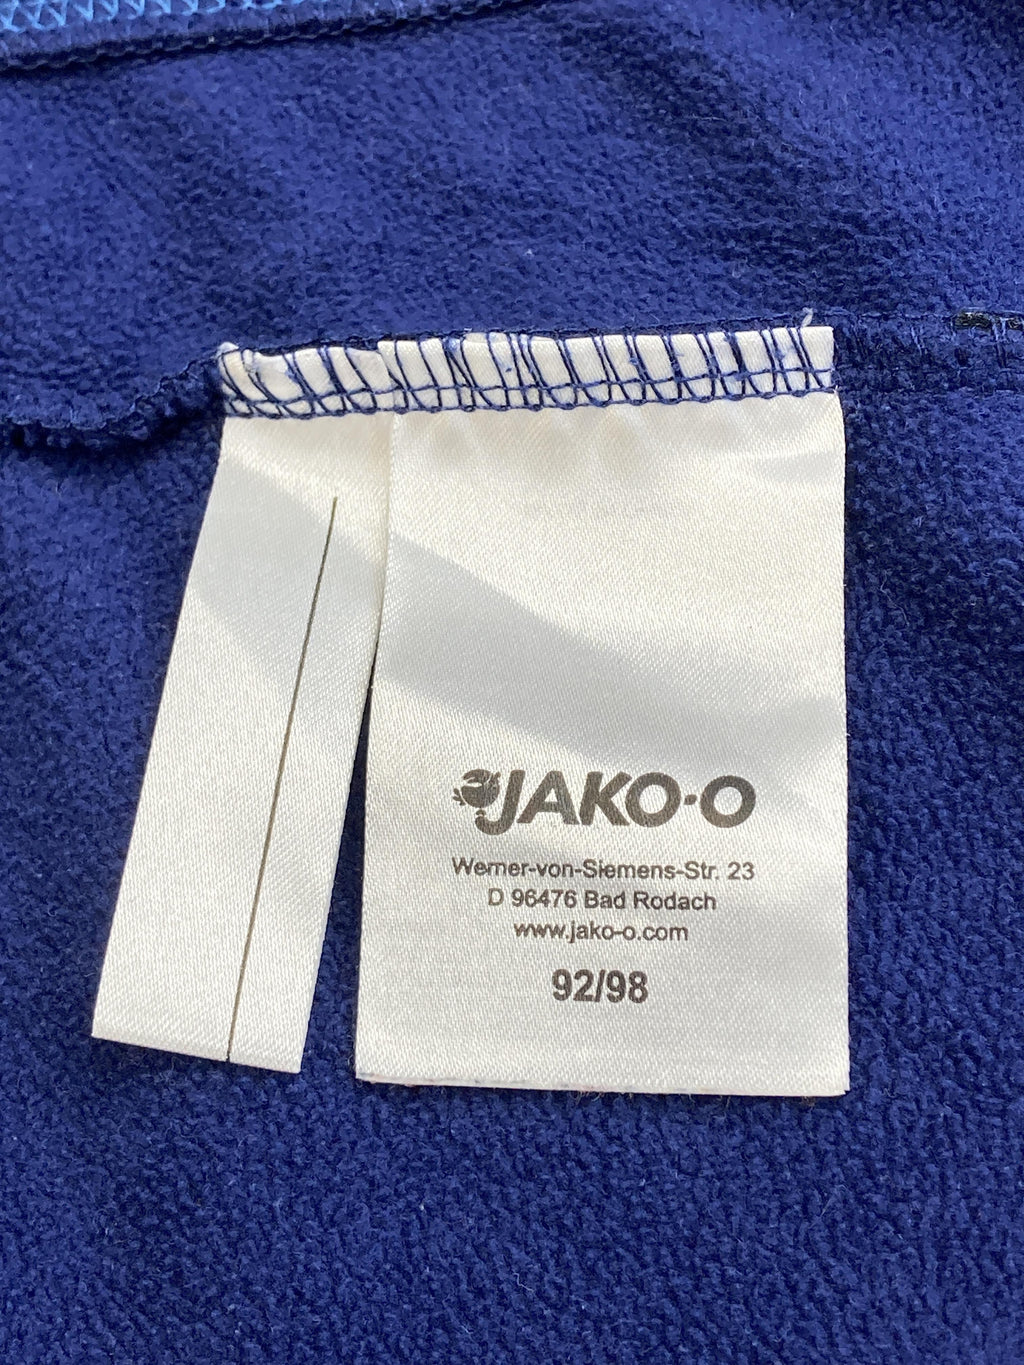 JAKO-O
Werner-von-Siemens-Str. 23
D 96476 Bad Rodach
www.jako-o.com
92/98